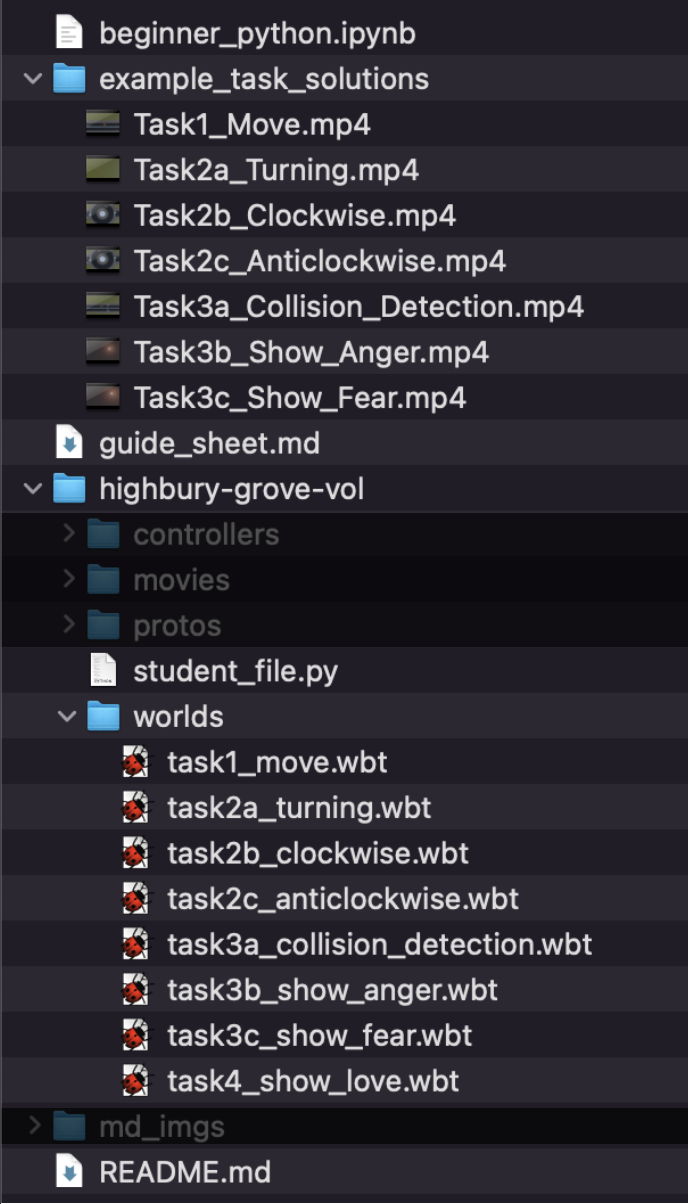 beginner_python.ipynb
example_task_solutions
Task1_Move.mp4
Task2a_Turning.mp4
Task2b_Clockwise.mp4
Task2c_Anticlockwise.mp4
Task3a_Collision_Detection.mp4
Task3b_Show_Anger.mp4
Task3c_Show_Fear.mp4
guide_sheet.md
highbury-grove-vol
controllers
movies
protos
student_file.py
worlds
task1_move.wbt
task2a_turning.wbt
task2b_clockwise.wbt
task2c_anticlockwise.wbt
task3a_collision_detection.wbt
task3b_show_anger.wbt
task3c_show_fear.wbt
task4_show_love.wbt
md_imgs
README.md